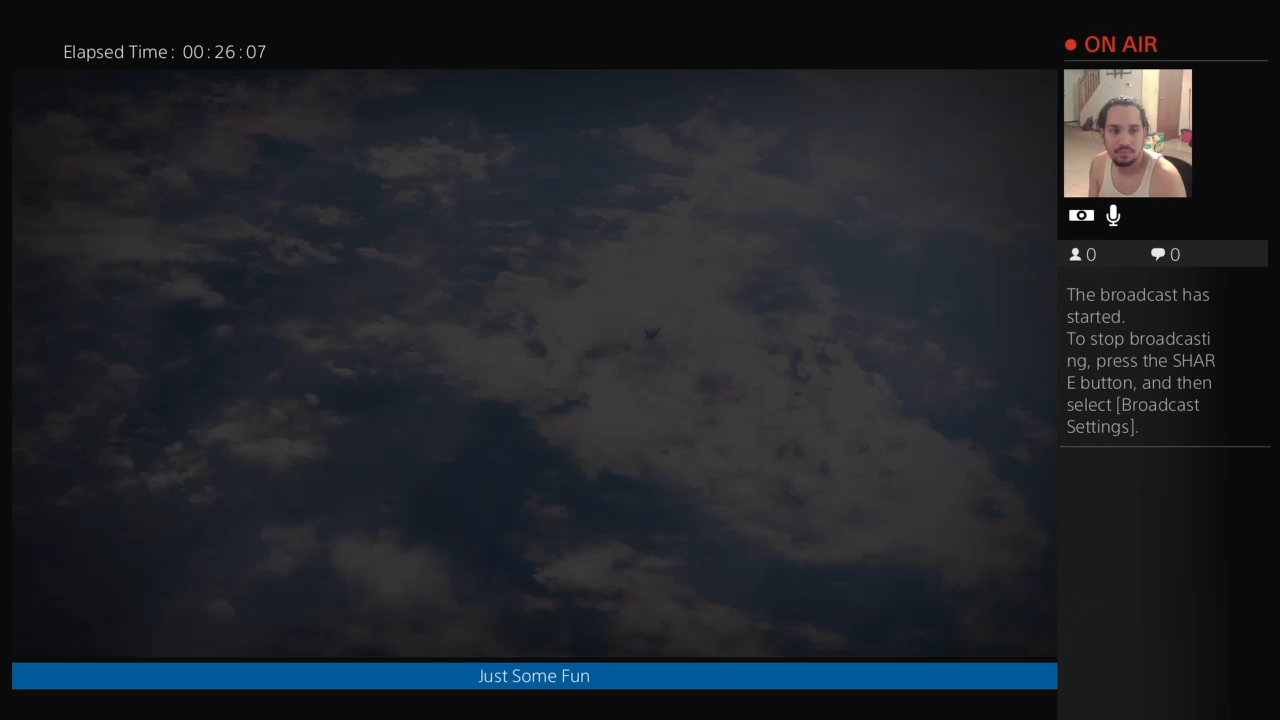 Elapsed Time: 00:26:07
ON AIR
0 0
The broadcast has
started.
To stop broadcasti
ng, press the SHAR
E button, and then
select [Broadcast
Settings].
Just Some Fun